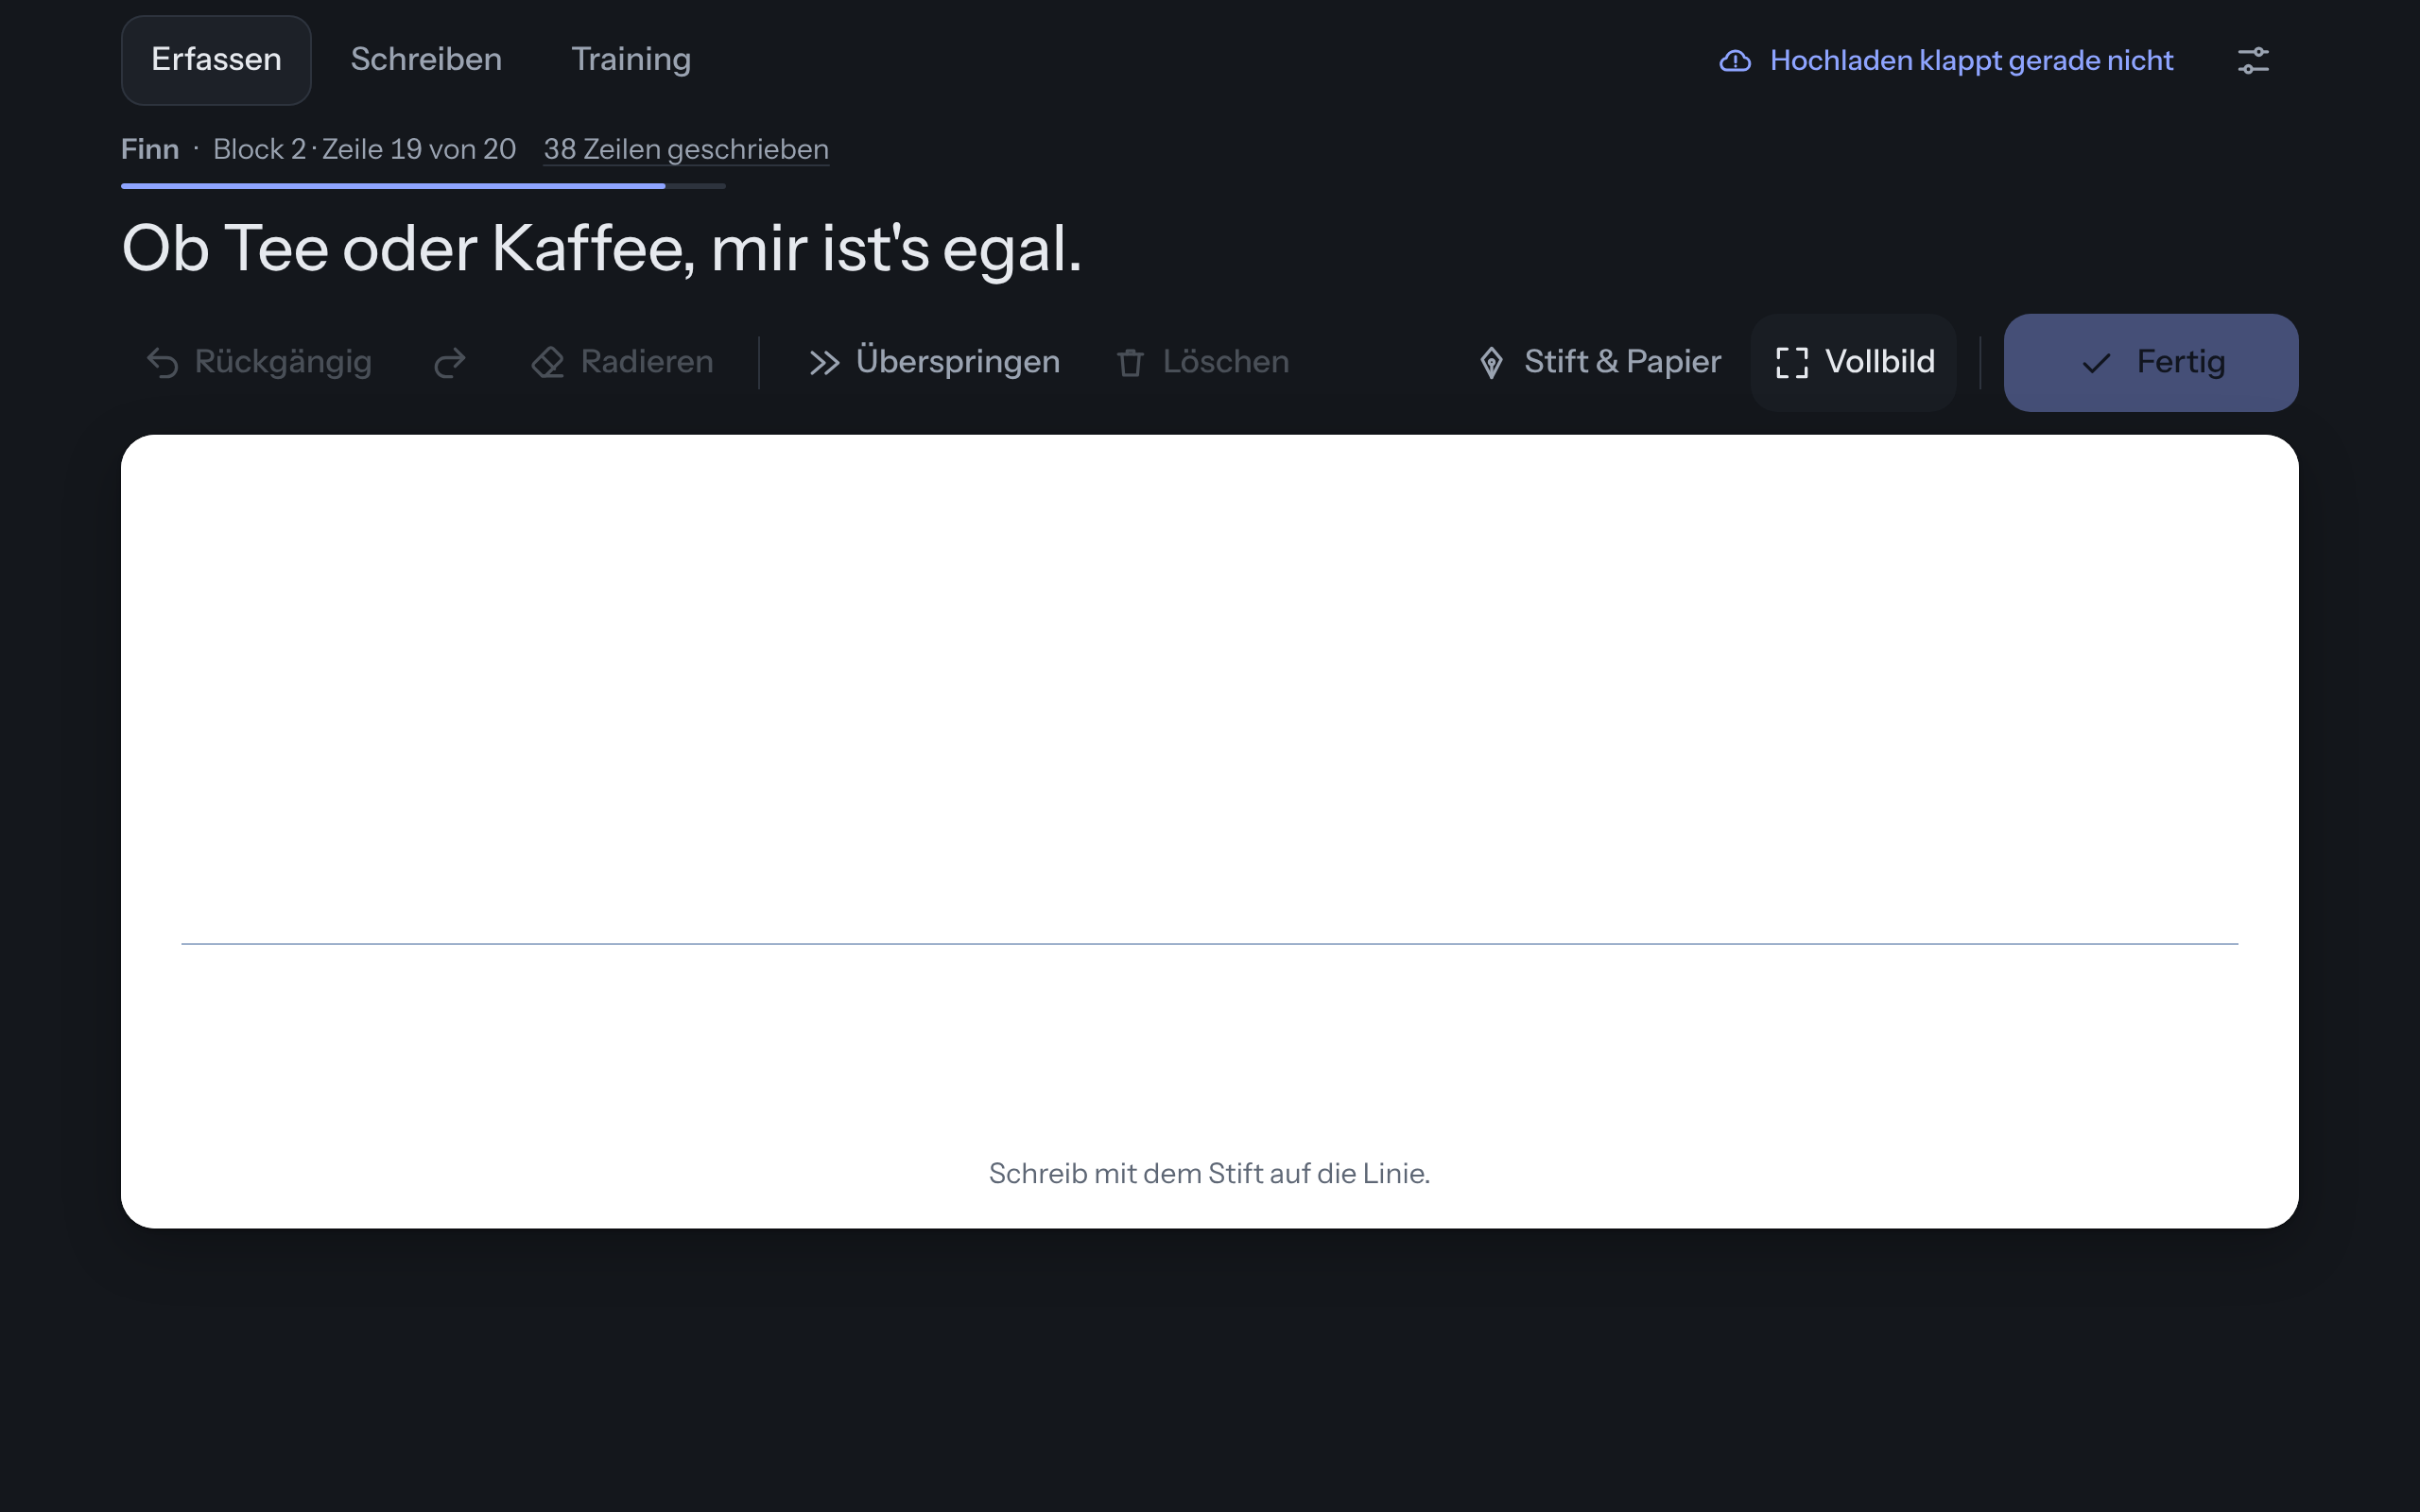 Erfassen Schreiben Training Hochladen klappt gerade nicht
Finn · Block 2 · Zeile 19 von 20 38 Zeilen geschrieben
Ob Tee oder Kaffee, mir ist's egal.
Rückgängig Radieren Überspringen Löschen Stift & Papier Vollbild Fertig
Schreib mit dem Stift auf die Linie.